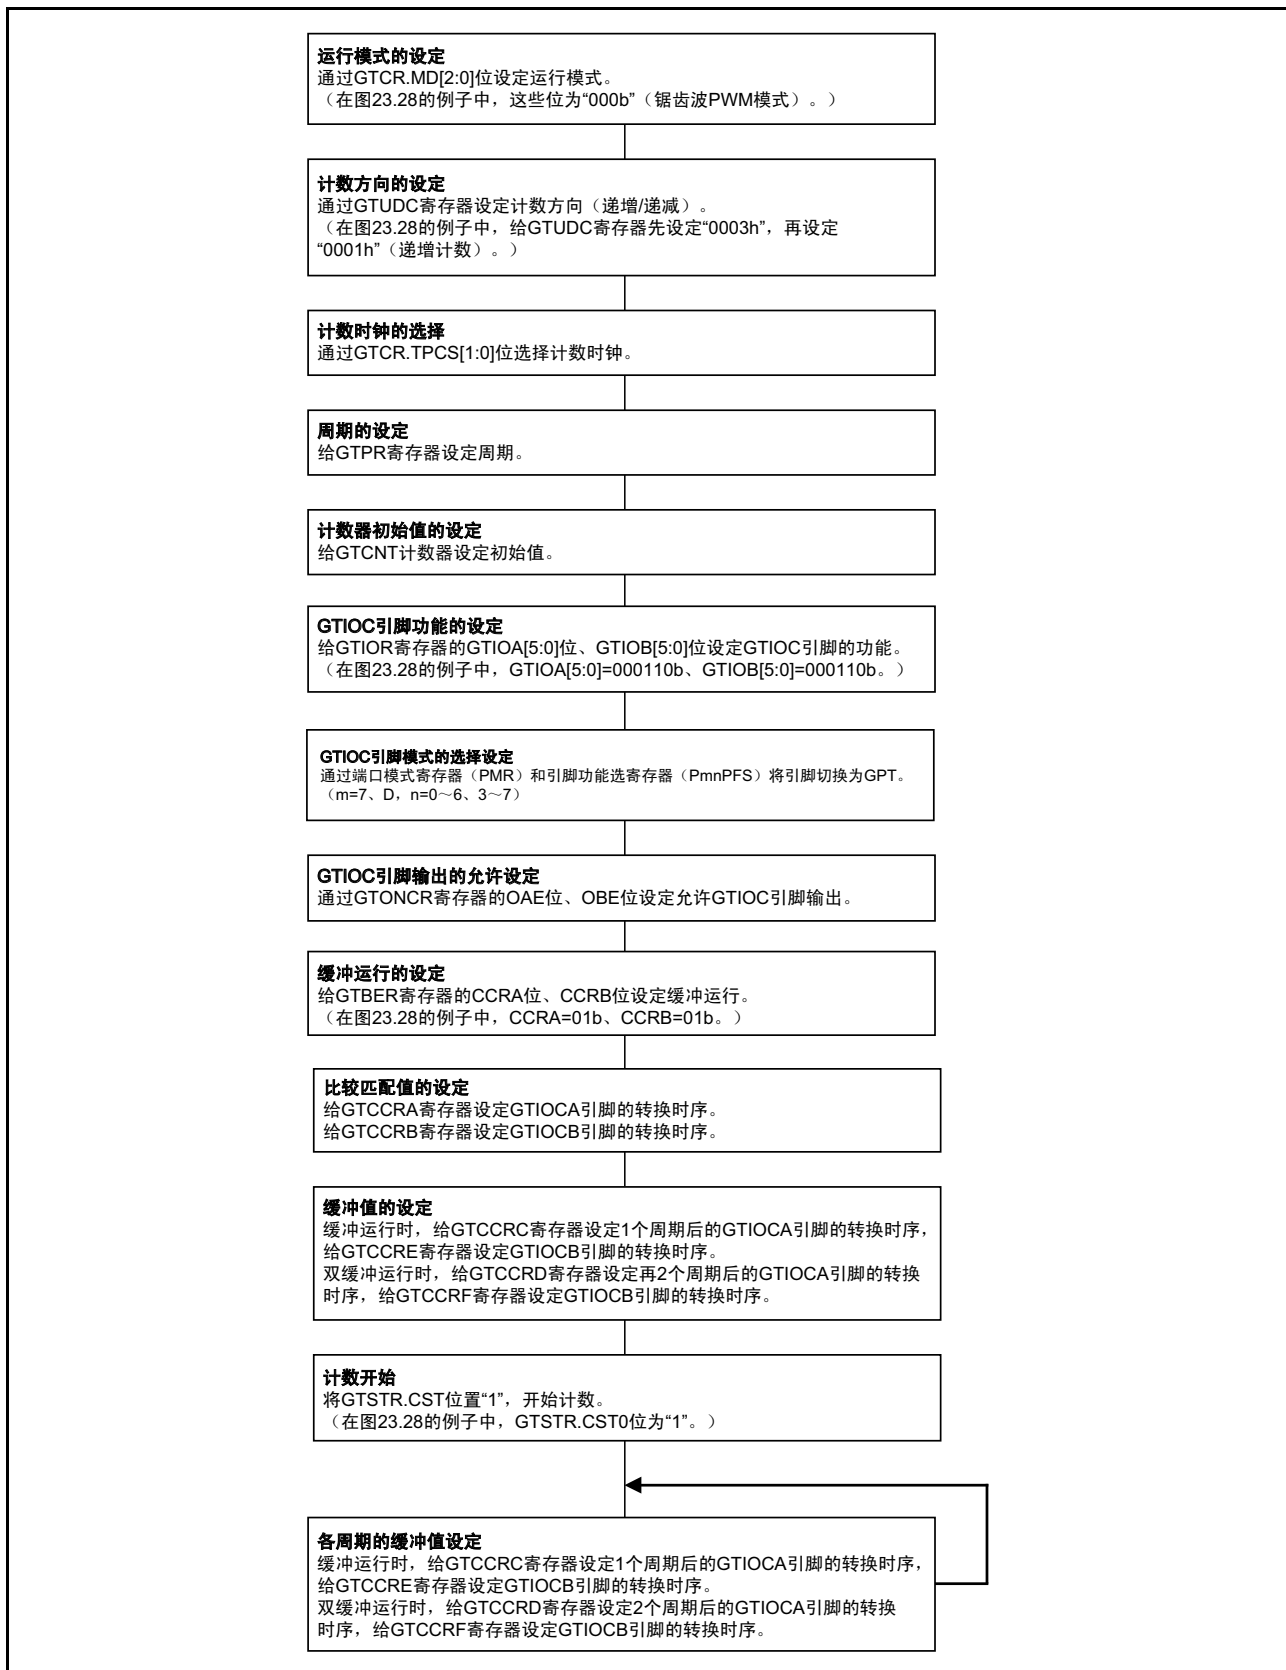 运行模式的设定
通过GTCR.MD[2:0]位设定运行模式。
（在图23.28的例子中，这些位为“000b”（锯齿波PWM模式）。）
计数方向的设定
通过GTUDC寄存器设定计数方向（递增/递减）。
（在图23.28的例子中，给GTUDC寄存器先设定“0003h”，再设定
“0001h”（递增计数）。）
计数时钟的选择
通过GTCR.TPCS[1:0]位选择计数时钟。
周期的设定
给GTPR寄存器设定周期。
计数器初始值的设定
给GTCNT计数器设定初始值。
GTIOC引脚功能的设定
给GTIOR寄存器的GTIOA[5:0]位、GTIOB[5:0]位设定GTIOC引脚的功能。
（在图23.28的例子中，GTIOA[5:0]=000110b、GTIOB[5:0]=000110b。）
GTIOC引脚模式的选择设定
通过端口模式寄存器（PMR）和引脚功能选寄存器（PmnPFS）将引脚切换为GPT。
（m=7、D，n=0～6、3～7）
GTIOC引脚输出的允许设定
通过GTONCR寄存器的OAE位、OBE位设定允许GTIOC引脚输出。
缓冲运行的设定
给GTBER寄存器的CCRA位、CCRB位设定缓冲运行。
（在图23.28的例子中，CCRA=01b、CCRB=01b。）
比较匹配值的设定
给GTCCRA寄存器设定GTIOCA引脚的转换时序。
给GTCCRB寄存器设定GTIOCB引脚的转换时序。
缓冲值的设定
缓冲运行时，给GTCCRC寄存器设定1个周期后的GTIOCA引脚的转换时序，
给GTCCRE寄存器设定GTIOCB引脚的转换时序。
双缓冲运行时，给GTCCRD寄存器设定再2个周期后的GTIOCA引脚的转换
时序，给GTCCRF寄存器设定GTIOCB引脚的转换时序。
计数开始
将GTSTR.CST位置“1”，开始计数。
（在图23.28的例子中，GTSTR.CST0位为“1”。）
各周期的缓冲值设定
缓冲运行时，给GTCCRC寄存器设定1个周期后的GTIOCA引脚的转换时序，
给GTCCRE寄存器设定GTIOCB引脚的转换时序。
双缓冲运行时，给GTCCRD寄存器设定2个周期后的GTIOCA引脚的转换
时序，给GTCCRF寄存器设定GTIOCB引脚的转换时序。